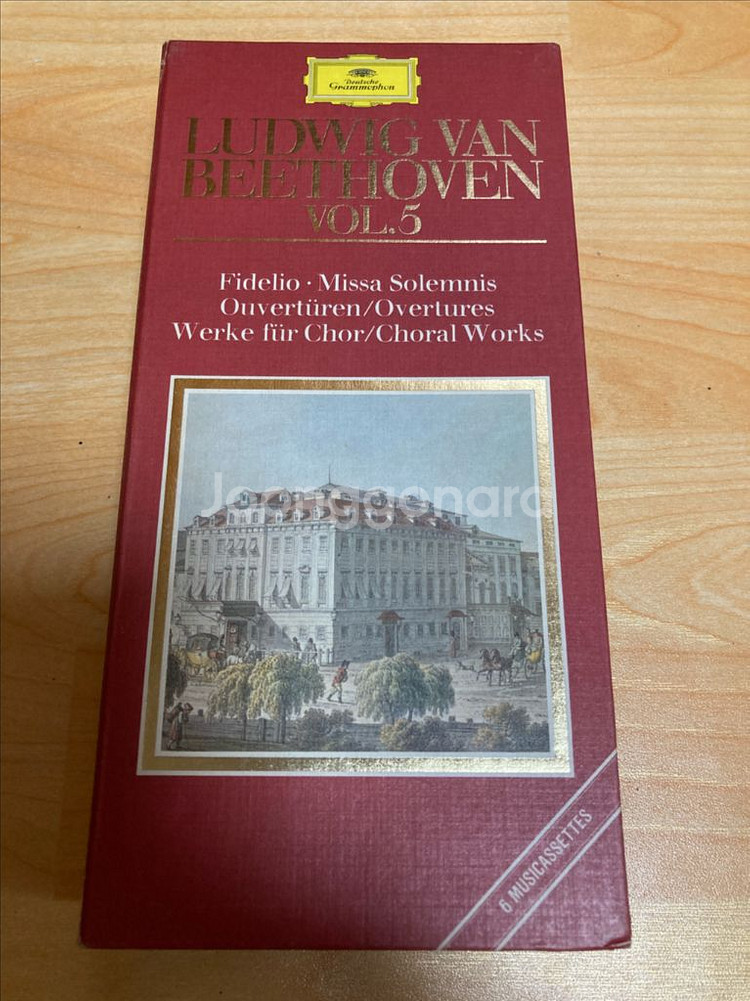 Deutsche
Grammophon
LUDWIG VAN
BEETHOVEN
VOL.5
Fidelio · Missa Solemnis
Ouvertüren/Overtures
Werke für Chor/Choral Works
Joonggonara
6 MUSICASSETTES